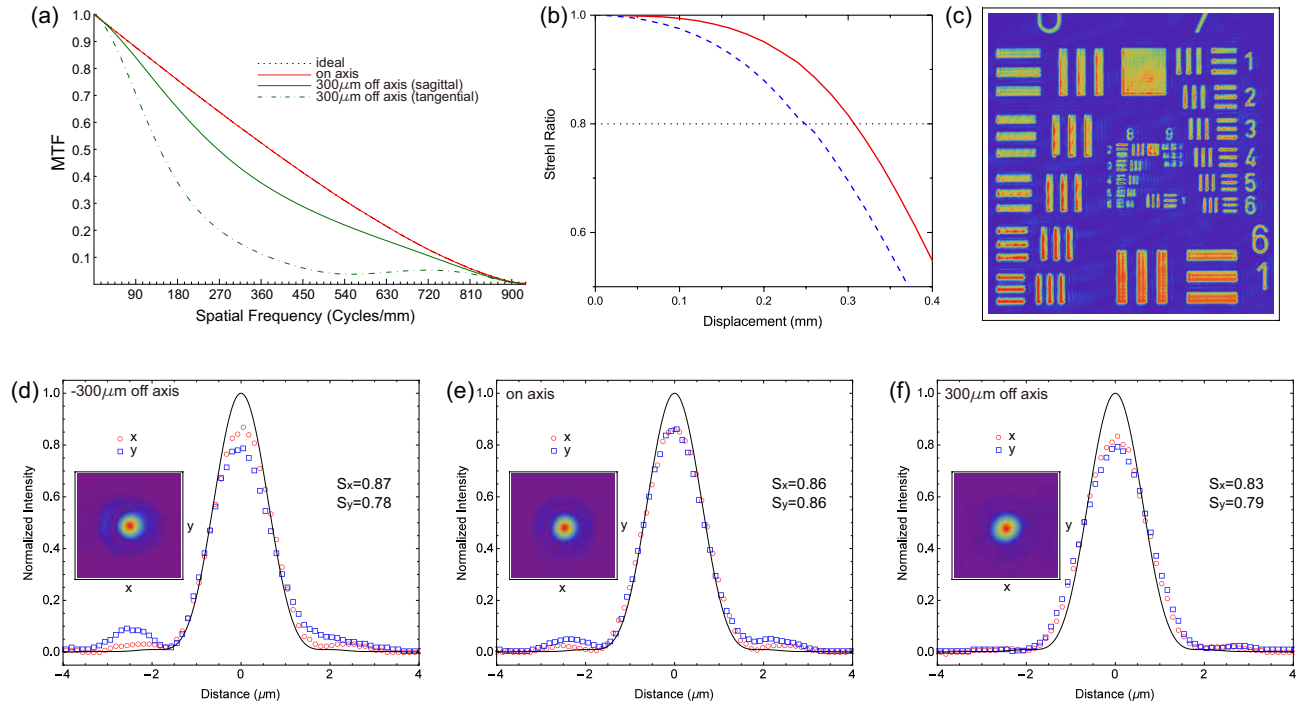 (a)
ideal
on axis
300μm off axis (sagittal)
300μm off axis (tangential)
MTF
1.0
0.9
0.8
0.7
0.6
0.5
0.4
0.3
0.2
0.1
90 180 270 360 450 540 630 720 810 900
Spatial Frequency (Cycles/mm)
(b)
Strehl Ratio
1.0
0.8
0.6
0.0 0.1 0.2 0.3 0.4
Displacement (mm)
(c)
7
1
2
8 9
3
4
5
6
6
1
(d)
-300μm off axis
x
y
Sx=0.87
Sy=0.78
y
x
Normalized Intensity
1.0
0.8
0.6
0.4
0.2
0.0
−4 −2 0 2 4
Distance (μm)
(e)
on axis
x
y
Sx=0.86
Sy=0.86
y
x
Normalized Intensity
1.0
0.8
0.6
0.4
0.2
0.0
−4 −2 0 2 4
Distance (μm)
(f)
300μm off axis
x
y
Sx=0.83
Sy=0.79
y
x
Normalized Intensity
1.0
0.8
0.6
0.4
0.2
0.0
−4 −2 0 2 4
Distance (μm)